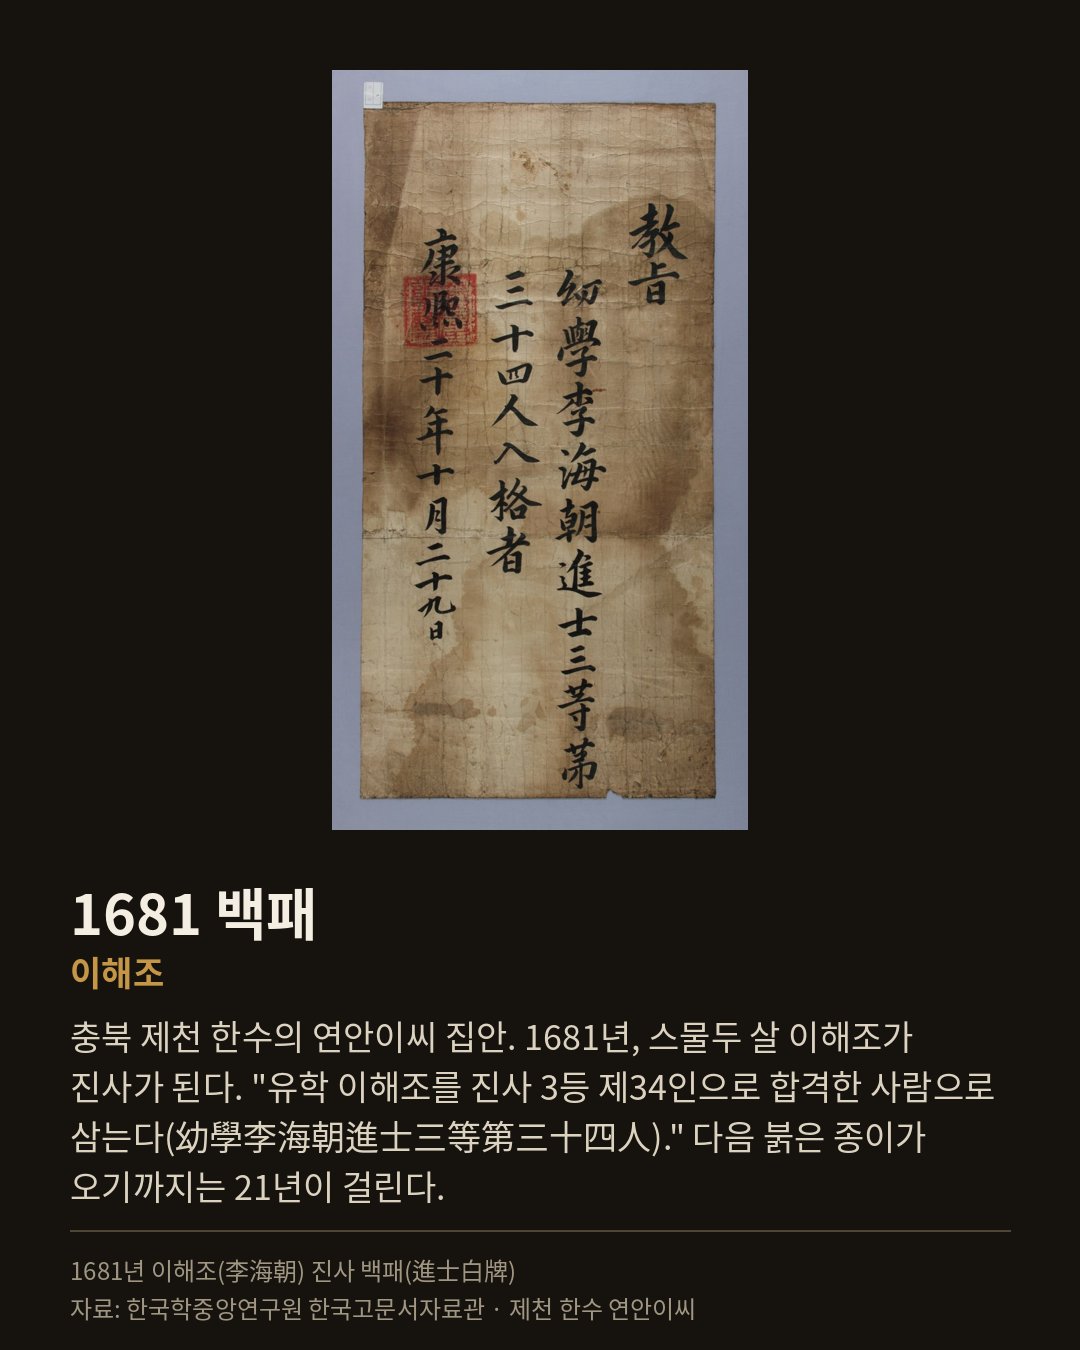 教旨
幼學李海朝進士三等第
三十四人入格者
康熙二十年十月二十九日
1681 백패
이해조
충북 제천 한수의 연안이씨 집안. 1681년, 스물두 살 이해조가
진사가 된다. "유학 이해조를 진사 3등 제34인으로 합격한 사람으로
삼는다(幼學李海朝進士三等第三十四人)." 다음 붉은 종이가
오기까지는 21년이 걸린다.
1681년 이해조(李海朝) 진사 백패(進士白牌)
자료: 한국학중앙연구원 한국고문서자료관 · 제천 한수 연안이씨